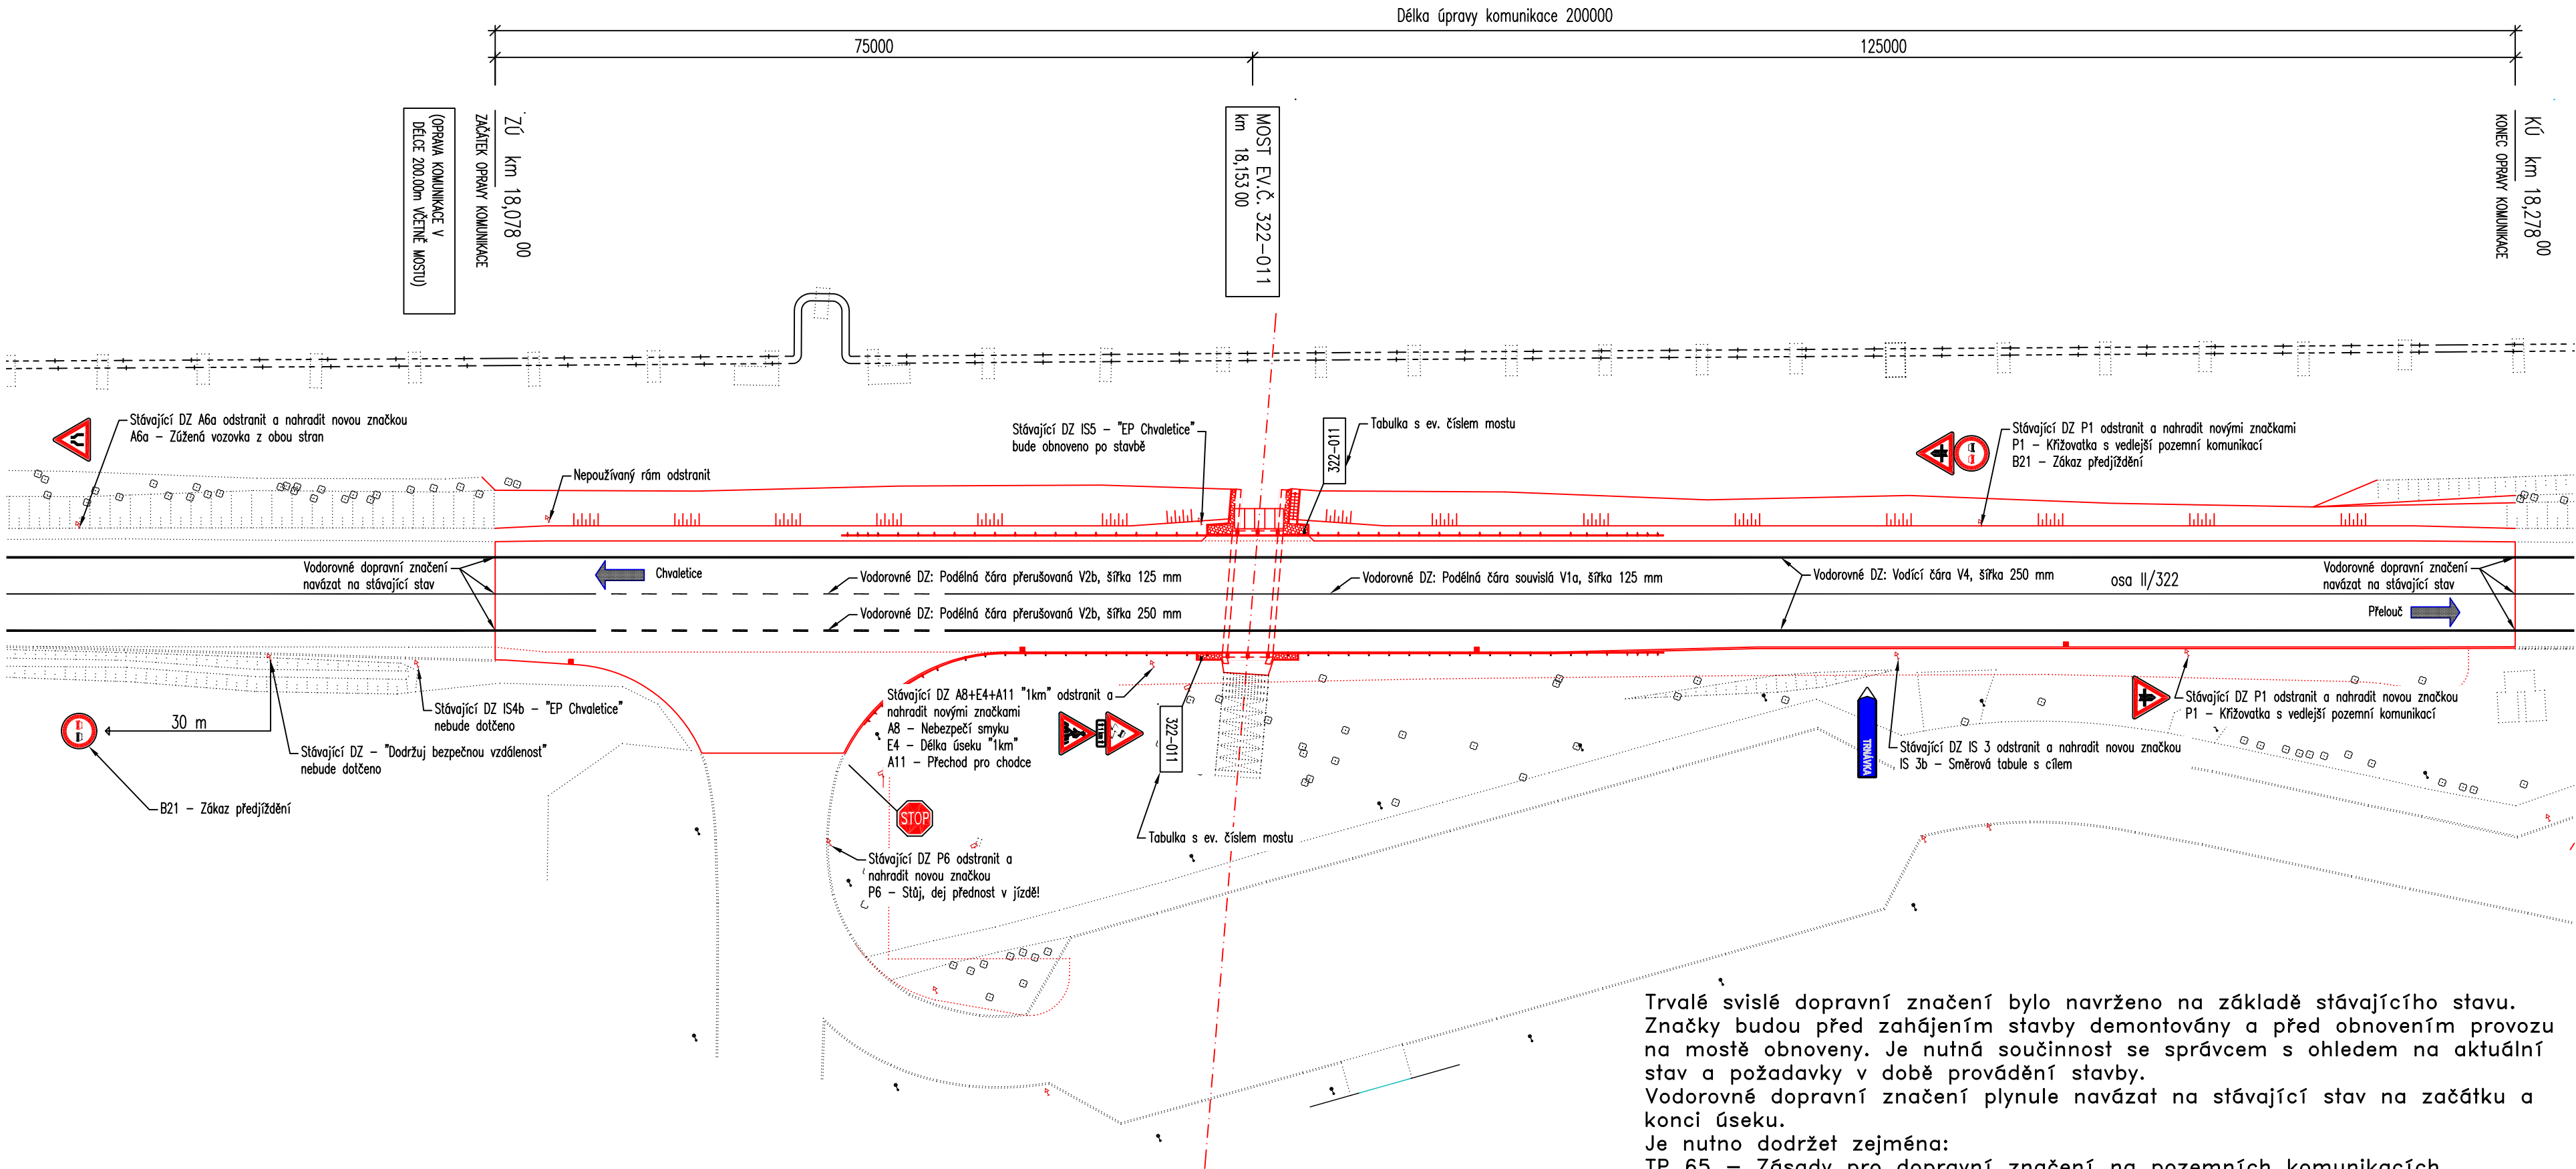 Délka úpravy komunikace 200000
75000
125000
(OPRAVA KOMUNIKACE V
DÉLCE 200.00m VČETNĚ MOSTU)
ZÚ km 18,078 00
ZAČÁTEK OPRAVY KOMUNIKACE
MOST EV.Č. 322-011
km 18,153 00
KÚ km 18,278 00
KONEC OPRAVY KOMUNIKACE
Stávající DZ A6a odstranit a nahradit novou značkou
A6a - Zúžená vozovka z obou stran
Nepoužívaný rám odstranit
Stávající DZ IS5 - "EP Chvaletice"
bude obnoveno po stavbě
322-011
Tabulka s ev. číslem mostu
Stávající DZ P1 odstranit a nahradit novými značkami
P1 - Křižovatka s vedlejší pozemní komunikací
B21 - Zákaz předjíždění
Vodorovné dopravní značení
navázat na stávající stav
Chvaletice
Vodorovné DZ: Podélná čára přerušovaná V2b, šířka 125 mm
Vodorovné DZ: Podélná čára souvislá V1a, šířka 125 mm
Vodorovné DZ: Vodící čára V4, šířka 250 mm
osa II/322
Vodorovné dopravní značení
navázat na stávající stav
Vodorovné DZ: Podélná čára přerušovaná V2b, šířka 250 mm
Přelouč
30 m
Stávající DZ IS4b - "EP Chvaletice"
nebude dotčeno
Stávající DZ - "Dodržuj bezpečnou vzdálenost"
nebude dotčeno
B21 - Zákaz předjíždění
Stávající DZ A8+E4+A11 "1km" odstranit a
nahradit novými značkami
A8 - Nebezpečí smyku
E4 - Délka úseku "1km"
A11 - Přechod pro chodce
322-011
Tabulka s ev. číslem mostu
STOP
Stávající DZ P6 odstranit a
nahradit novou značkou
P6 - Stůj, dej přednost v jízdě!
TRNÁVKA
Stávající DZ IS 3 odstranit a nahradit novou značkou
IS 3b - Směrová tabule s cílem
Stávající DZ P1 odstranit a nahradit novou značkou
P1 - Křižovatka s vedlejší pozemní komunikací
Trvalé svislé dopravní značení bylo navrženo na základě stávajícího stavu.
Značky budou před zahájením stavby demontovány a před obnovením provozu
na mostě obnoveny. Je nutná součinnost se správcem s ohledem na aktuální
stav a požadavky v době provádění stavby.
Vodorovné dopravní značení plynule navázat na stávající stav na začátku a
konci úseku.
Je nutno dodržet zejména:
TP 65 - Zásady pro dopravní značení na pozemních komunikacích